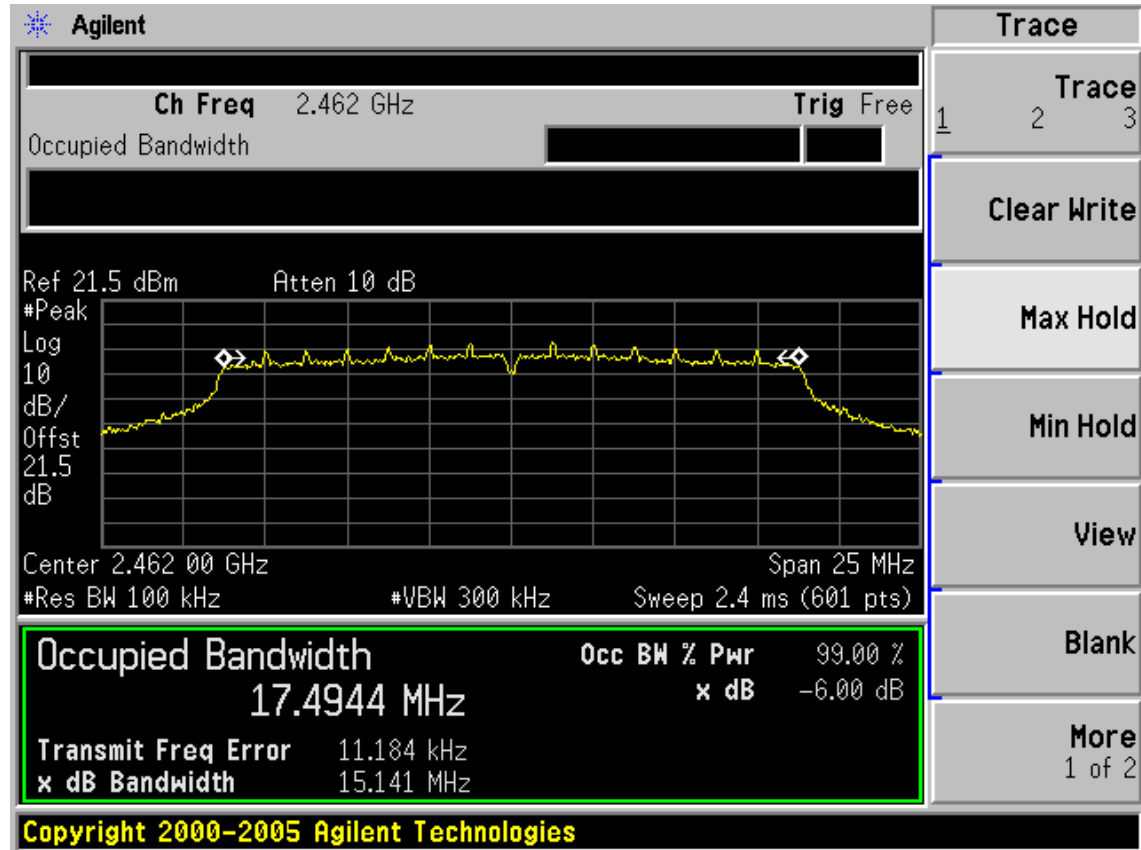 Agilent
Trace
Ch Freq 2.462 GHz Trig Free
Occupied Bandwidth
Trace
1 2 3
Clear Write
Max Hold
Min Hold
View
Blank
More
1 of 2
Ref 21.5 dBm Atten 10 dB
#Peak
Log
10
dB/
Offst
21.5
dB
Center 2.462 00 GHz Span 25 MHz
#Res BW 100 kHz #VBW 300 kHz Sweep 2.4 ms (601 pts)
Occupied Bandwidth Occ BW % Pwr 99.00 %
17.4944 MHz x dB -6.00 dB
Transmit Freq Error 11.184 kHz
x dB Bandwidth 15.141 MHz
Copyright 2000-2005 Agilent Technologies